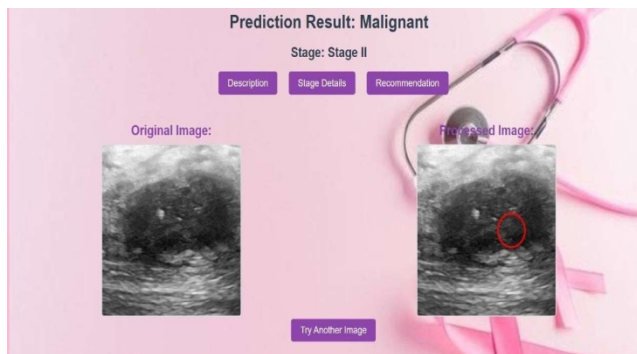 Prediction Result: Malignant
Stage: Stage II
Description Stage Details Recommendation
Original Image: Processed Image:
Try Another Image